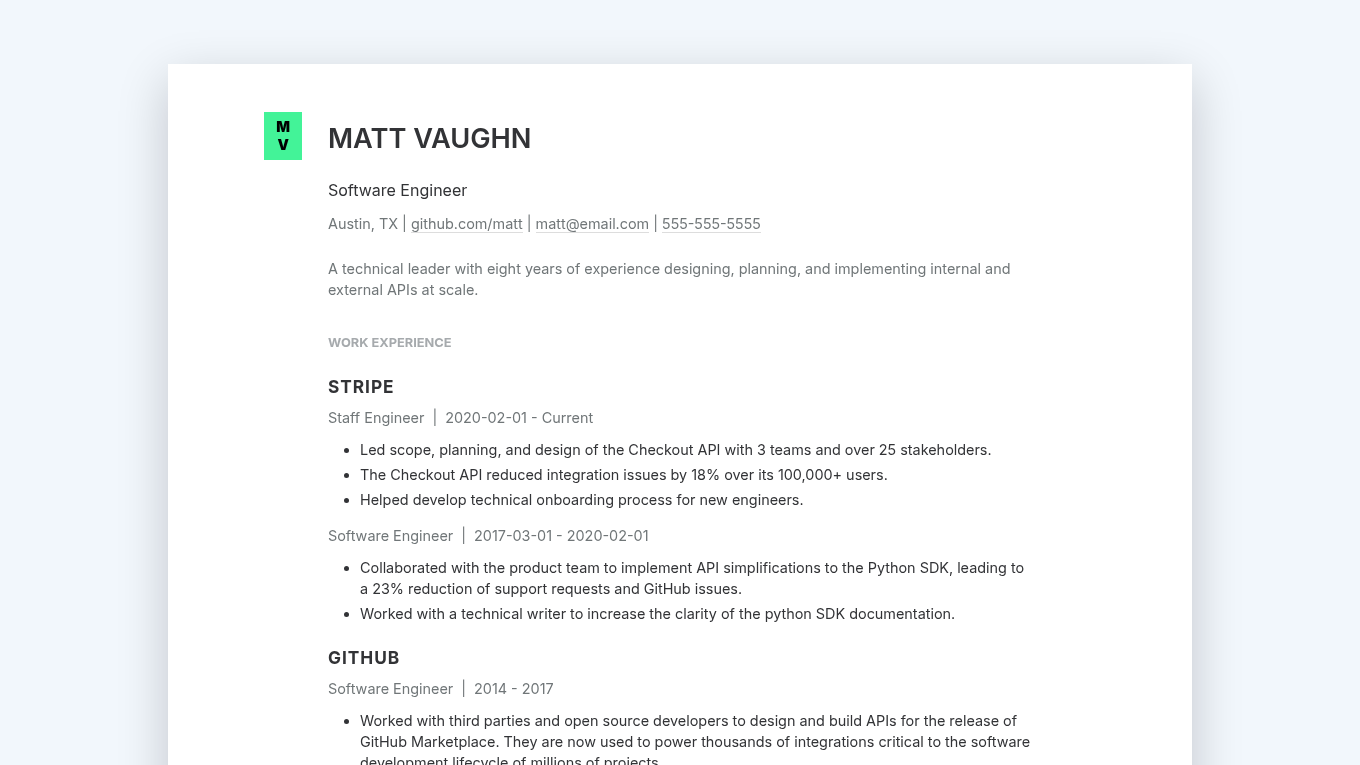 M
V
MATT VAUGHN
Software Engineer
Austin, TX | github.com/matt | matt@email.com | 555-555-5555
A technical leader with eight years of experience designing, planning, and implementing internal and
external APIs at scale.
WORK EXPERIENCE
STRIPE
Staff Engineer | 2020-02-01 - Current
• Led scope, planning, and design of the Checkout API with 3 teams and over 25 stakeholders.
• The Checkout API reduced integration issues by 18% over its 100,000+ users.
• Helped develop technical onboarding process for new engineers.
Software Engineer | 2017-03-01 - 2020-02-01
• Collaborated with the product team to implement API simplifications to the Python SDK, leading to
a 23% reduction of support requests and GitHub issues.
• Worked with a technical writer to increase the clarity of the python SDK documentation.
GITHUB
Software Engineer | 2014 - 2017
• Worked with third parties and open source developers to design and build APIs for the release of
GitHub Marketplace. They are now used to power thousands of integrations critical to the software
development lifecycle of millions of projects.